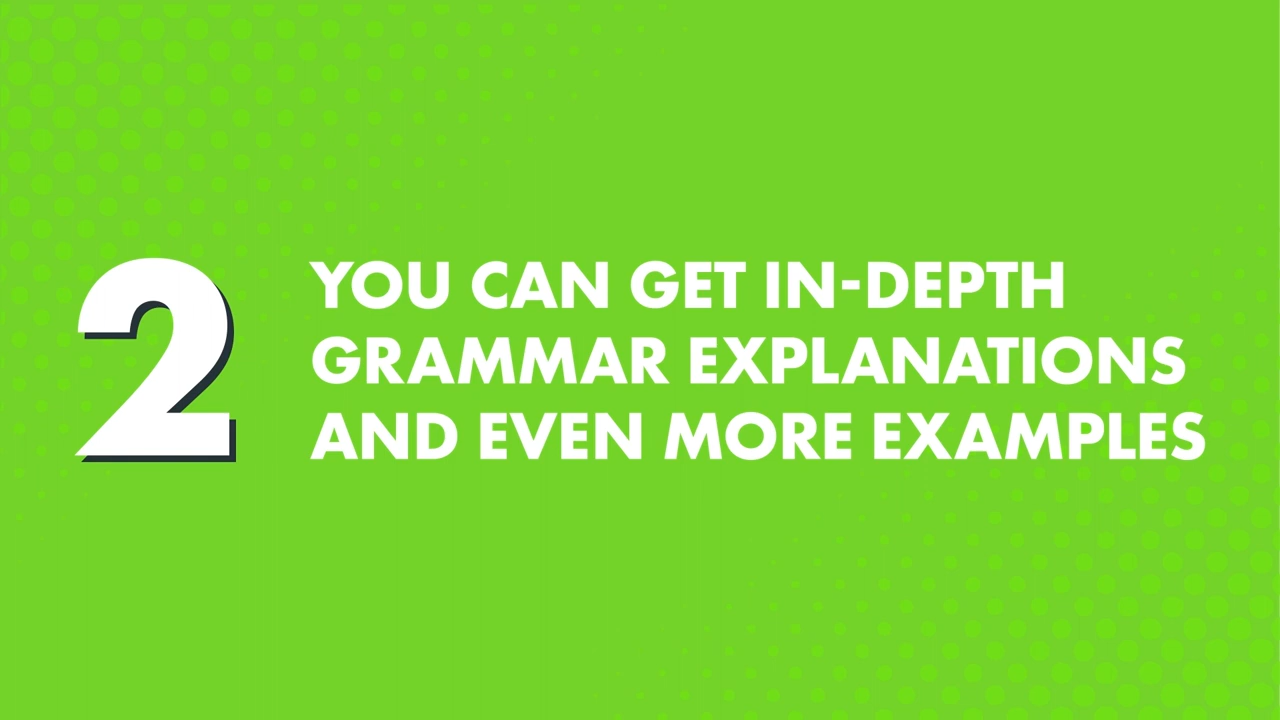 2
YOU CAN GET IN-DEPTH
GRAMMAR EXPLANATIONS
AND EVEN MORE EXAMPLES